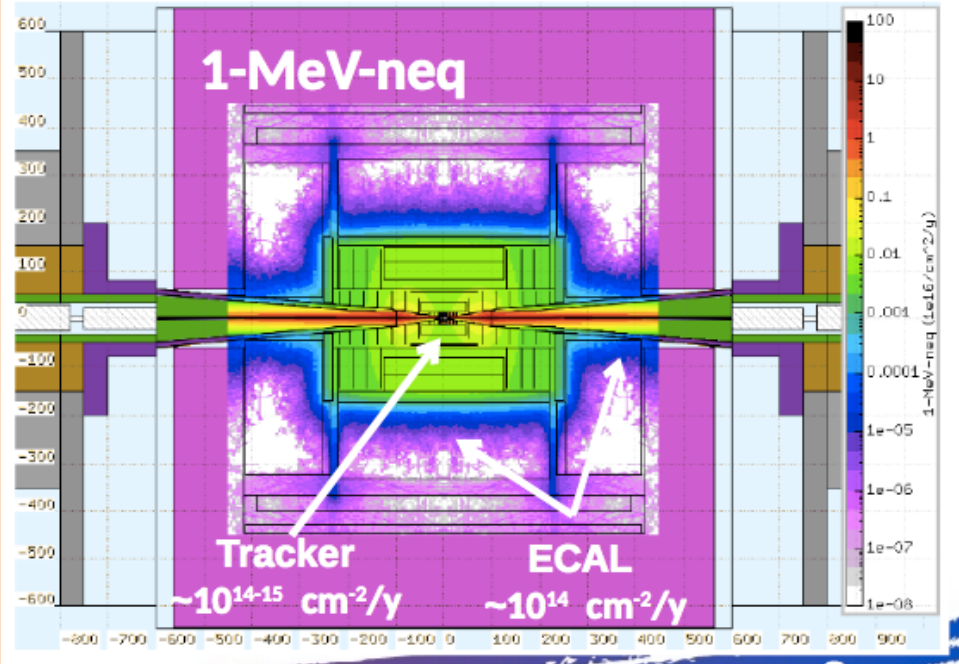 1-MeV-neq
600
500
400
300
200
100
0
-100
-200
-300
-400
-500
-600
Tracker
~10¹⁴⁻¹⁵ cm⁻²/y
ECAL
~10¹⁴ cm⁻²/y
-800 -700 -600 -500 -400 -300 -200 -100 0 100 200 300 400 500 600 700 800 900
100
10
1
0.1
0.01
0.001
0.0001
1e-05
1e-06
1e-07
1e-08
1-MeV-neq (1e16/cm^2/y)